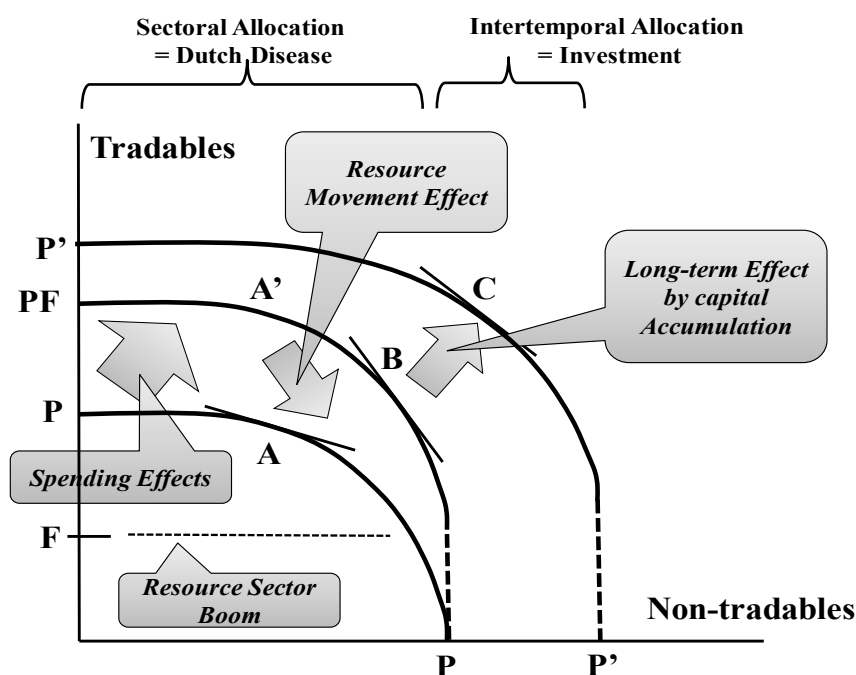 Sectoral Allocation
= Dutch Disease
Intertemporal Allocation
= Investment
Tradables
Resource
Movement Effect
P’
A’
C
Long-term Effect
by capital
Accumulation
PF
B
P
A
Spending Effects
F
Resource Sector
Boom
Non-tradables
P
P’